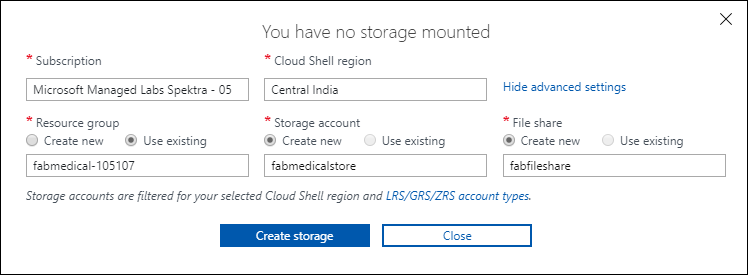 You have no storage mounted
* Subscription
* Cloud Shell region
Microsoft Managed Labs Spektra - 05
Central India
Hide advanced settings
* Resource group
* Storage account
* File share
Create new Use existing
Create new Use existing
Create new Use existing
fabmedical-105107
fabmedicalstore
fabfileshare
Storage accounts are filtered for your selected Cloud Shell region and LRS/GRS/ZRS account types.
Create storage
Close